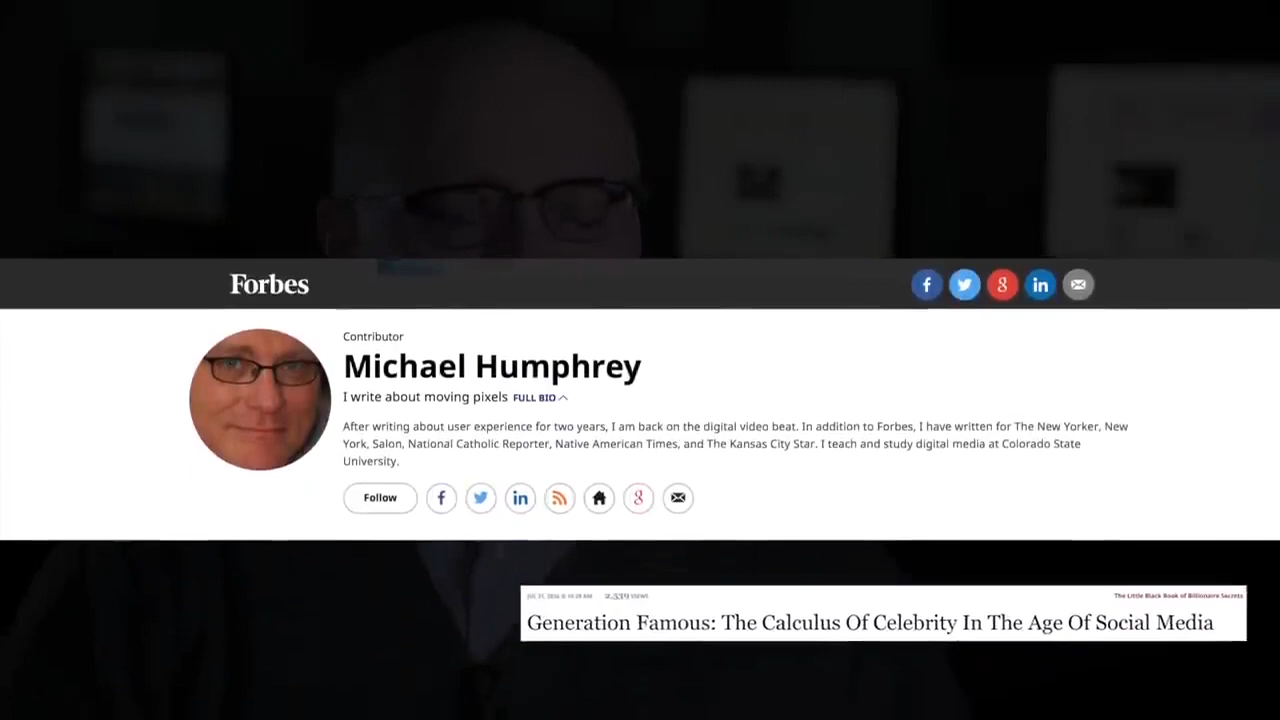 Forbes
Contributor
Michael Humphrey
I write about moving pixels FULL BIO
After writing about user experience for two years, I am back on the digital video beat. In addition to Forbes, I have written for The New Yorker, New
York, Salon, National Catholic Reporter, Native American Times, and The Kansas City Star. I teach and study digital media at Colorado State
University.
Follow
2,539 VIEWS
The Little Black Book of Billionaire Secrets
Generation Famous: The Calculus Of Celebrity In The Age Of Social Media